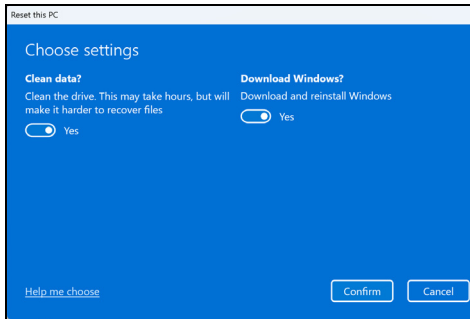 Reset this PC
Choose settings
Clean data?
Clean the drive. This may take hours, but will
make it harder to recover files
Yes
Download Windows?
Download and reinstall Windows
Yes
Help me choose
Confirm
Cancel